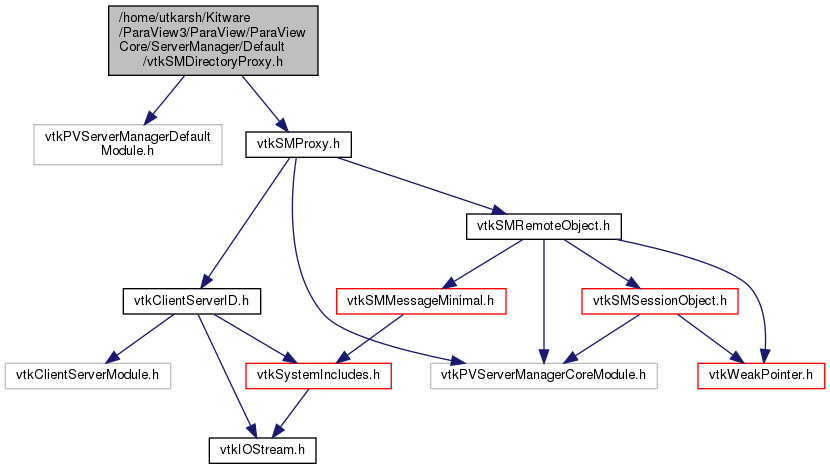 /home/utkarsh/Kitware
/ParaView3/ParaView/ParaView
Core/ServerManager/Default
/vtkSMDirectoryProxy.h
vtkPVServerManagerDefault
Module.h
vtkSMProxy.h
vtkSMRemoteObject.h
vtkClientServerID.h
vtkSMMessageMinimal.h
vtkSMSessionObject.h
vtkClientServerModule.h
vtkSystemIncludes.h
vtkPVServerManagerCoreModule.h
vtkWeakPointer.h
vtkIOStream.h